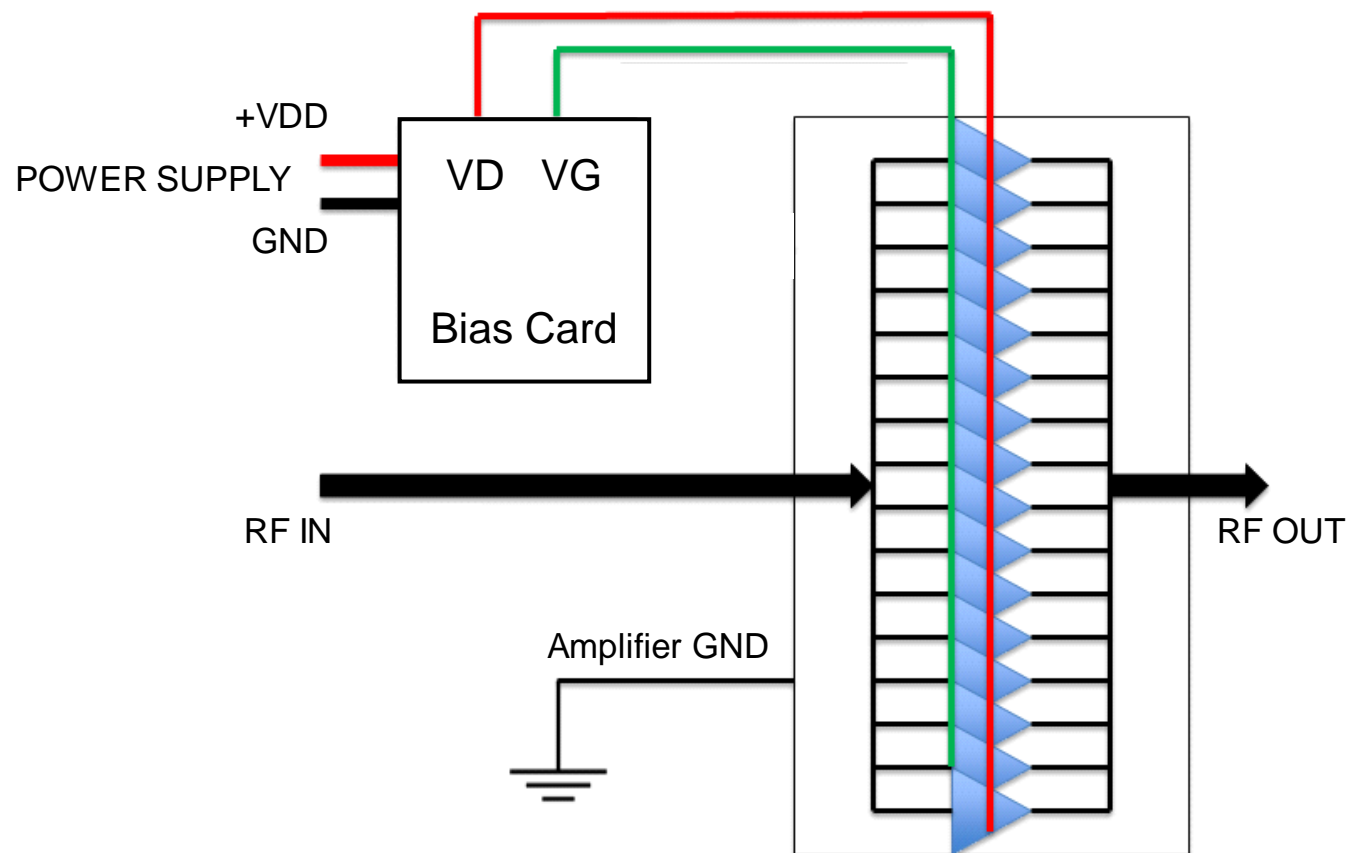 +VDD
POWER SUPPLY
GND
VD VG
Bias Card
RF IN
RF OUT
Amplifier GND